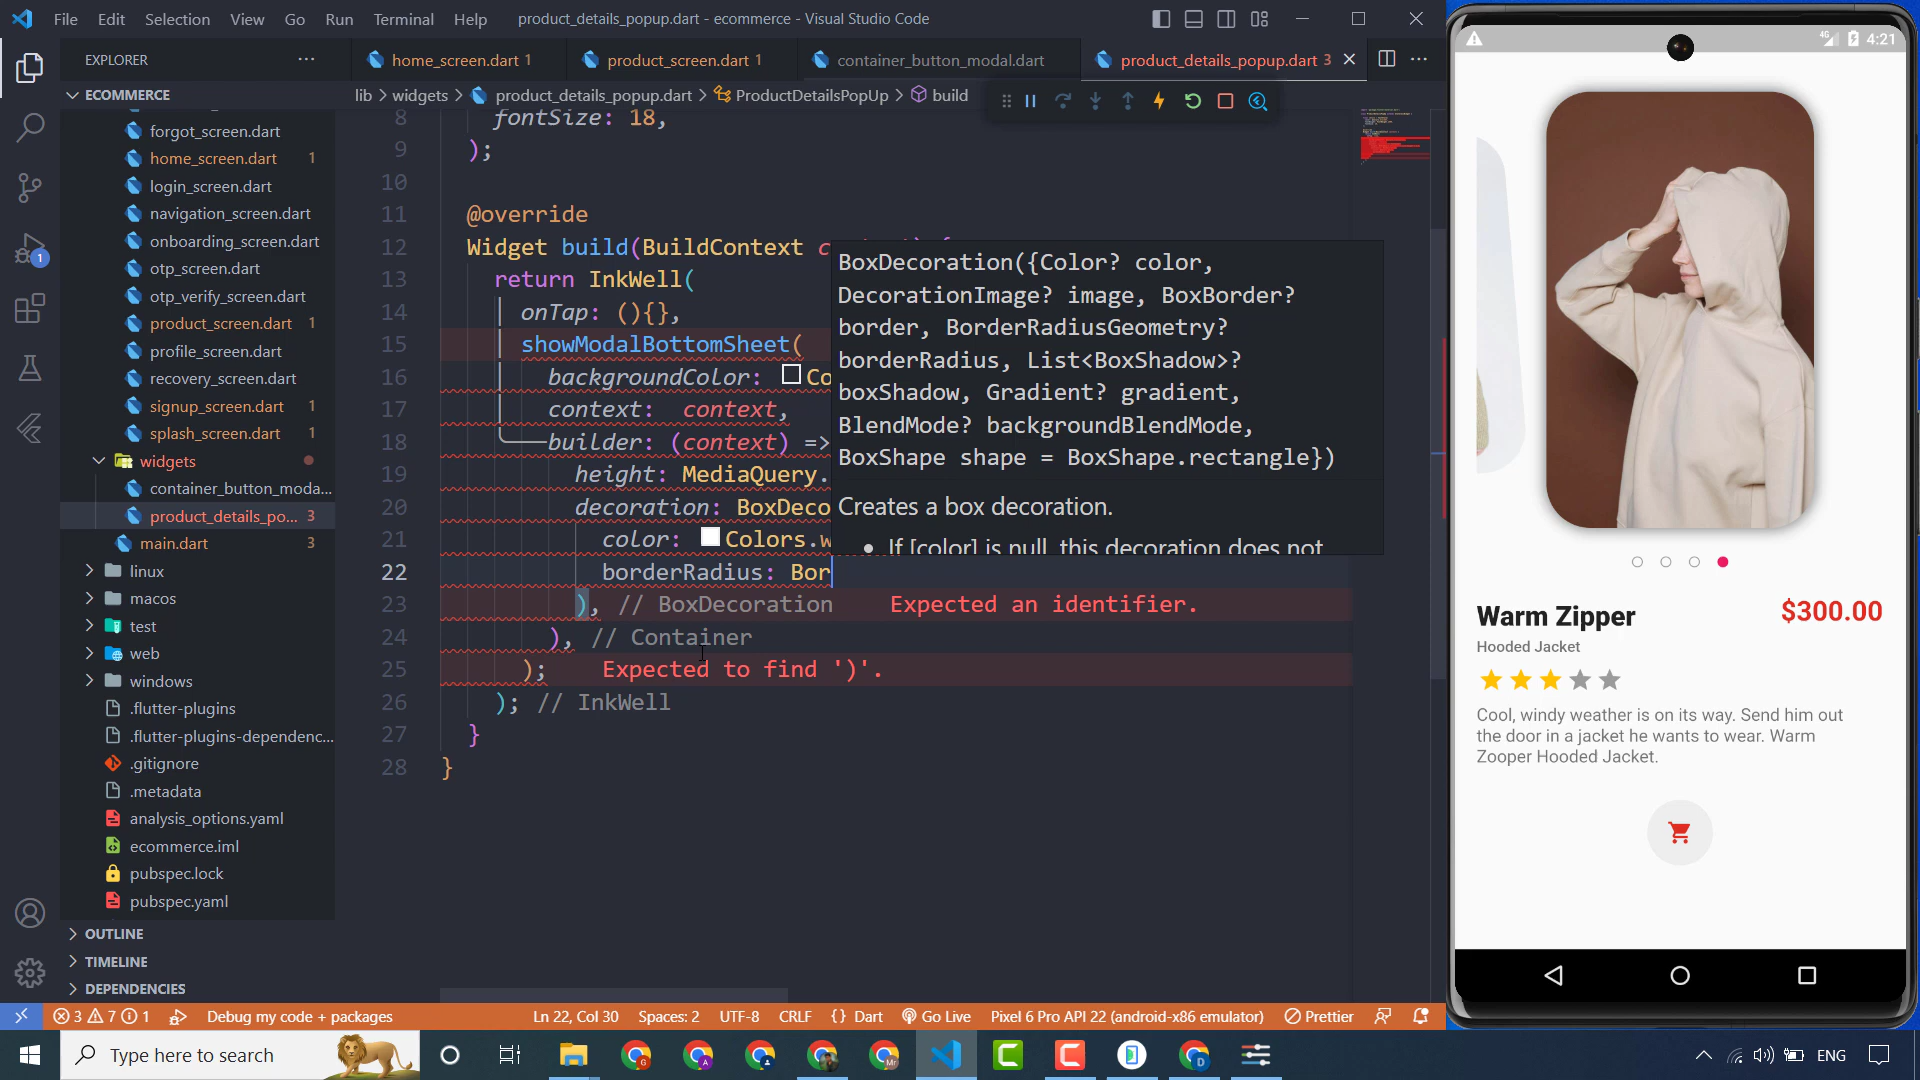 File Edit Selection View Go Run Terminal Help product_details_popup.dart - ecommerce - Visual Studio Code
EXPLORER
home_screen.dart 1
product_screen.dart 1
container_button_modal.dart
product_details_popup.dart 3
ECOMMERCE
lib > widgets > product_details_popup.dart > ProductDetailsPopUp > build
forgot_screen.dart
home_screen.dart 1
login_screen.dart
navigation_screen.dart
onboarding_screen.dart
otp_screen.dart
otp_verify_screen.dart
product_screen.dart 1
profile_screen.dart
recovery_screen.dart
signup_screen.dart 1
splash_screen.dart 1
widgets
container_button_moda...
product_details_po... 3
main.dart 3
linux
macos
test
web
windows
.flutter-plugins
.flutter-plugins-dependenc...
.gitignore
.metadata
analysis_options.yaml
ecommerce.iml
pubspec.lock
pubspec.yaml
OUTLINE
TIMELINE
DEPENDENCIES
8 fontSize: 18,
9 );
10
11 @override
12 Widget build(BuildContext c
13 return InkWell(
14 onTap: (){},
15 showModalBottomSheet(
16 backgroundColor: Co
17 context: context,
18 builder: (context) =>
19 height: MediaQuery.
20 decoration: BoxDeco
21 color: Colors.w
22 borderRadius: Bor
23 ), // BoxDecoration Expected an identifier.
24 ), // Container
25 ); Expected to find ')'.
26 ); // InkWell
27 }
28 }
BoxDecoration({Color? color,
DecorationImage? image, BoxBorder?
border, BorderRadiusGeometry?
borderRadius, List<BoxShadow>?
boxShadow, Gradient? gradient,
BlendMode? backgroundBlendMode,
BoxShape shape = BoxShape.rectangle})
Creates a box decoration.
• If [color] is null, this decoration does not
4G 4:21
Warm Zipper $300.00
Hooded Jacket
Cool, windy weather is on its way. Send him out
the door in a jacket he wants to wear. Warm
Zooper Hooded Jacket.
3 7 1 Debug my code + packages Ln 22, Col 30 Spaces: 2 UTF-8 CRLF {} Dart Go Live Pixel 6 Pro API 22 (android-x86 emulator) Prettier
Type here to search
ENG